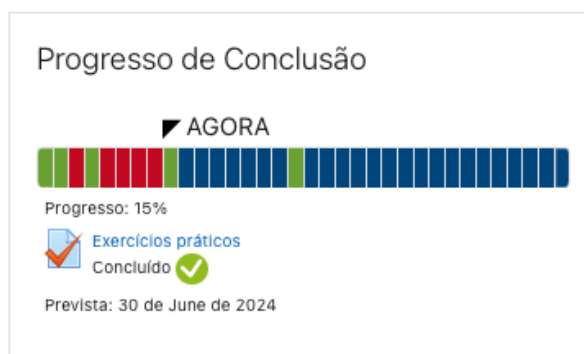 Progresso de Conclusão
AGORA
Progresso: 15%
Exercícios práticos
Concluído
Prevista: 30 de June de 2024